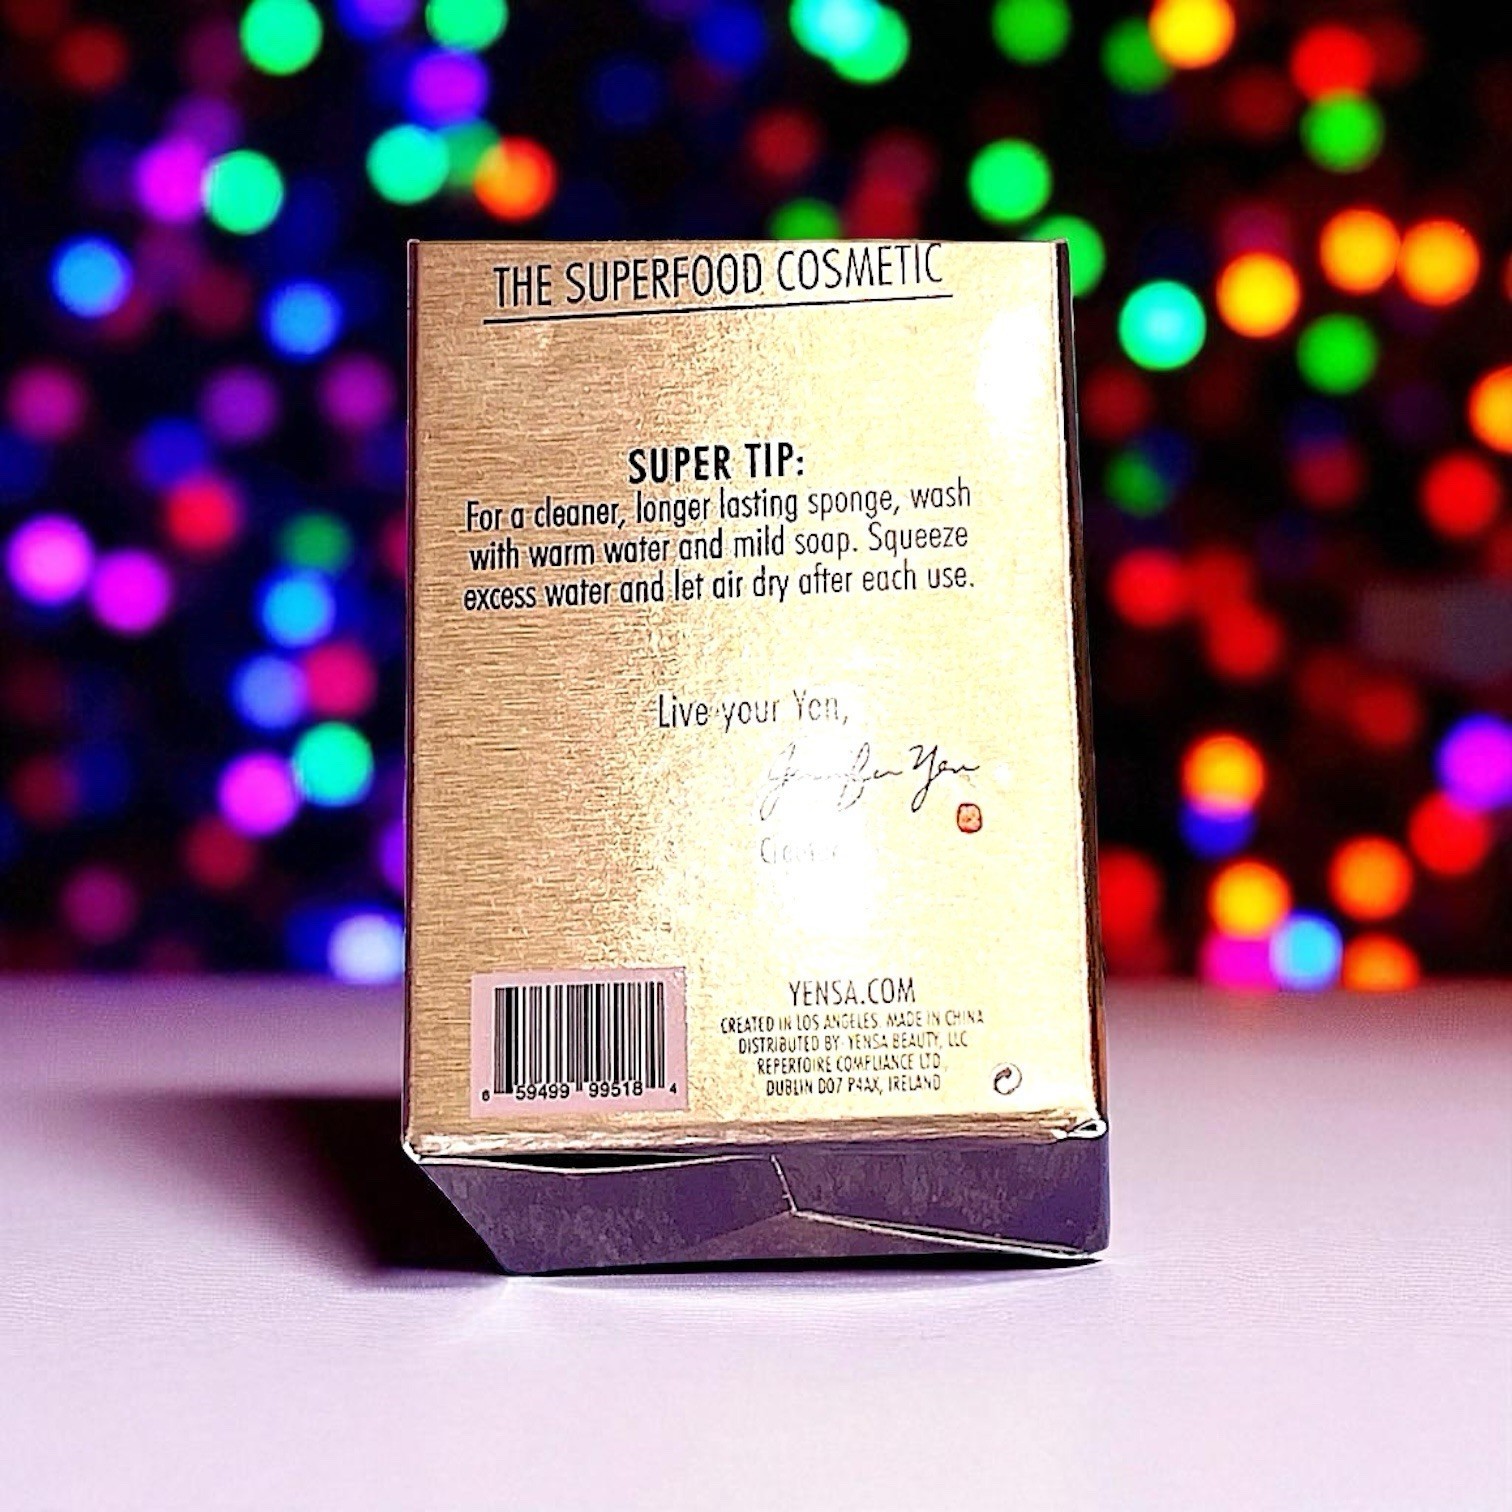 THE SUPERFOOD COSMETIC
SUPER TIP:
For a cleaner, longer lasting sponge, wash
with warm water and mild soap. Squeeze
excess water and let air dry after each use.
Live your Yen,
Jennifer Yen
6 59499 99518 4
YENSA.COM
CREATED IN LOS ANGELES. MADE IN CHINA
DISTRIBUTED BY: YENSA BEAUTY, LLC
REPERTOIRE COMPLIANCE LTD.
DUBLIN D07 P4AX, IRELAND